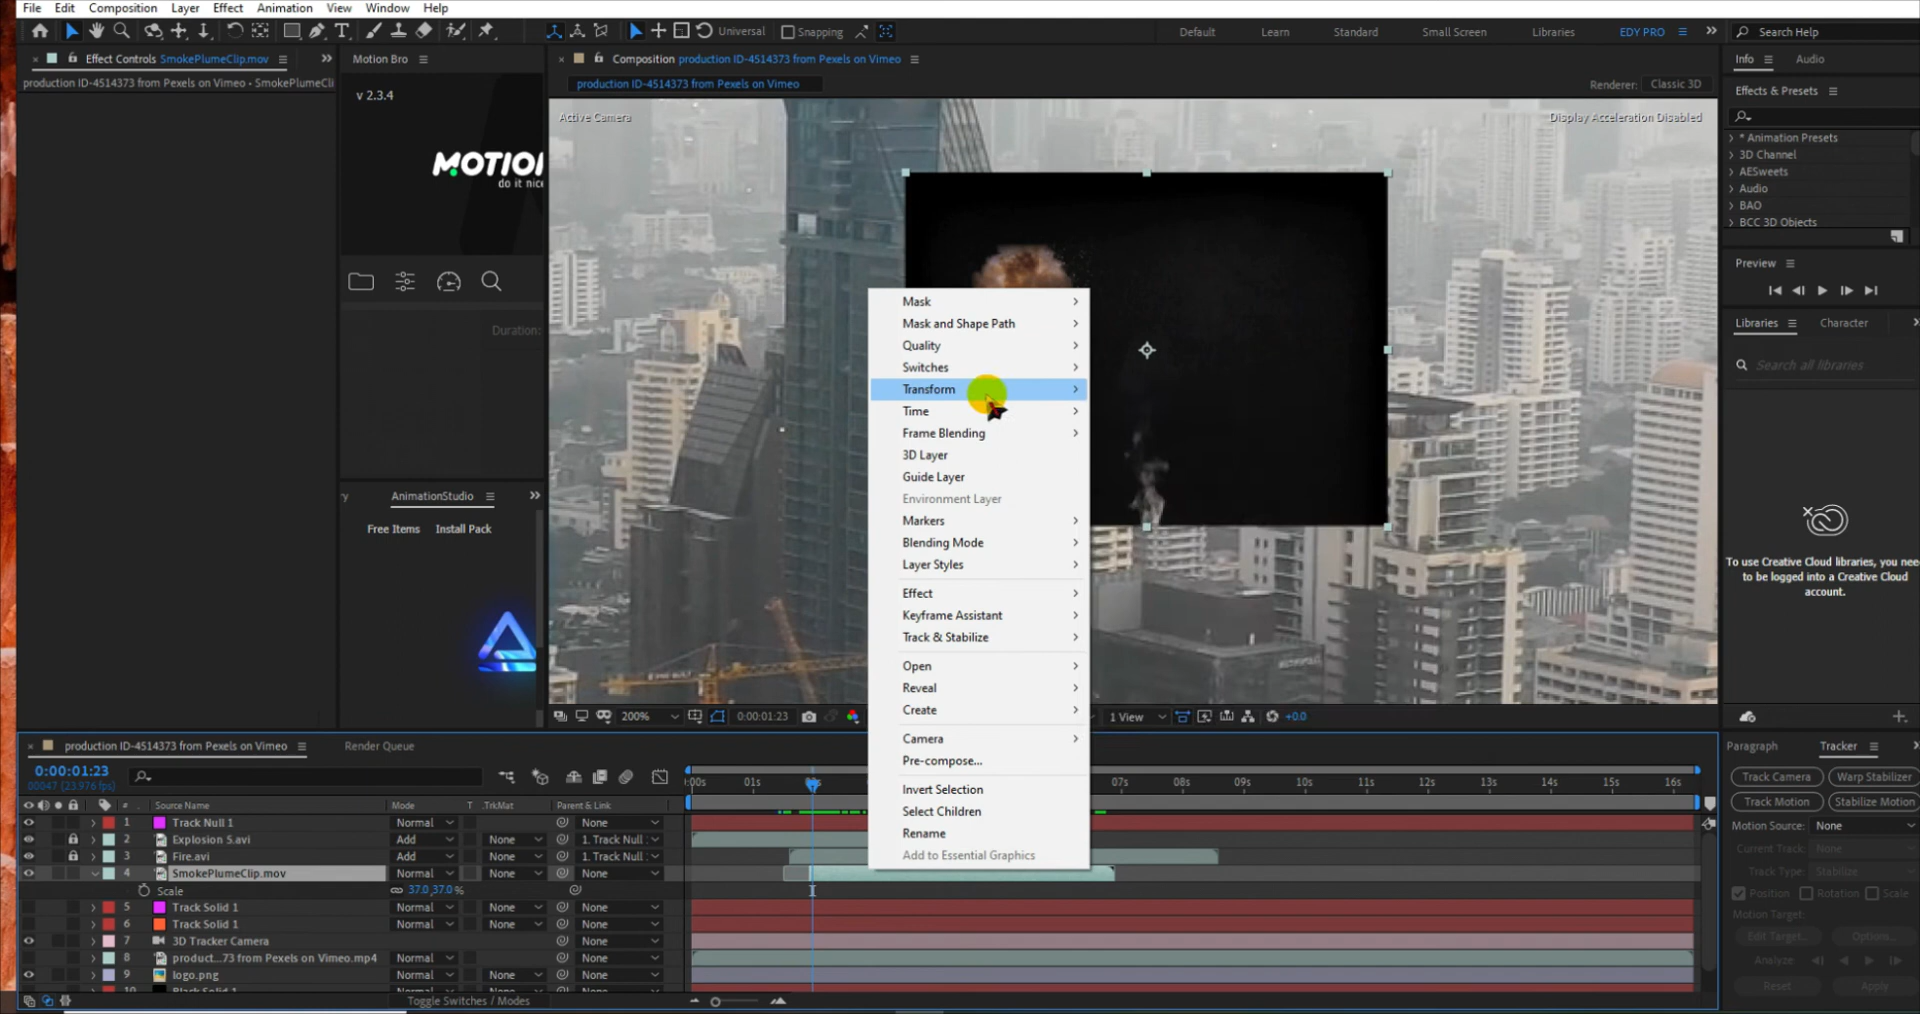 File Edit Composition Layer Effect Animation View Window Help
Universal Snapping Default Learn Standard Small Screen Libraries EDY PRO Search Help
Effect Controls SmokePlumeClip.mov
production ID-4514373 from Pexels on Vimeo • SmokePlumeCli
Motion Bro
v 2.3.4
MOTION
do it nice
Duration:
AnimationStudio
Free Items Install Pack
Composition production ID-4514373 from Pexels on Vimeo
production ID-4514373 from Pexels on Vimeo
Renderer: Classic 3D
Active Camera
Display Acceleration Disabled
Mask
Mask and Shape Path
Quality
Switches
Transform
Time
Frame Blending
3D Layer
Guide Layer
Environment Layer
Markers
Blending Mode
Layer Styles
Effect
Keyframe Assistant
Track & Stabilize
Open
Reveal
Create
Camera
Pre-compose...
Invert Selection
Select Children
Rename
Add to Essential Graphics
200% 0:00:01:23 1 View +0.0
Info Audio
Effects & Presets
* Animation Presets
3D Channel
AESweets
Audio
BAO
BCC 3D Objects
Preview
Libraries Character
Search all libraries
To use Creative Cloud libraries, you nee
to be logged into a Creative Cloud
account.
Paragraph Tracker
Track Camera Warp Stabilizer
Track Motion Stabilize Motion
Motion Source: None
Current Track: None
Track Type: Stabilize
Position Rotation Scale
Motion Target:
Edit Target... Options...
Analyze:
Reset Apply
production ID-4514373 from Pexels on Vimeo Render Queue
0:00:01:23
00047 (23.976 fps)
:00s 01s 07s 08s 09s 10s 11s 12s 13s 14s 15s 16s
# Source Name Mode T .TrkMat Parent & Link
1 Track Null 1 Normal None
2 Explosion 5.avi Add None 1. Track Null
3 Fire.avi Add None 1. Track Null
4 SmokePlumeClip.mov Normal None None
Scale 37.0,37.0 %
5 Track Solid 1 Normal None None
6 Track Solid 1 Normal None None
7 3D Tracker Camera Normal None
8 product...73 from Pexels on Vimeo.mp4 Normal None None
9 logo.png Normal None None
Toggle Switches / Modes